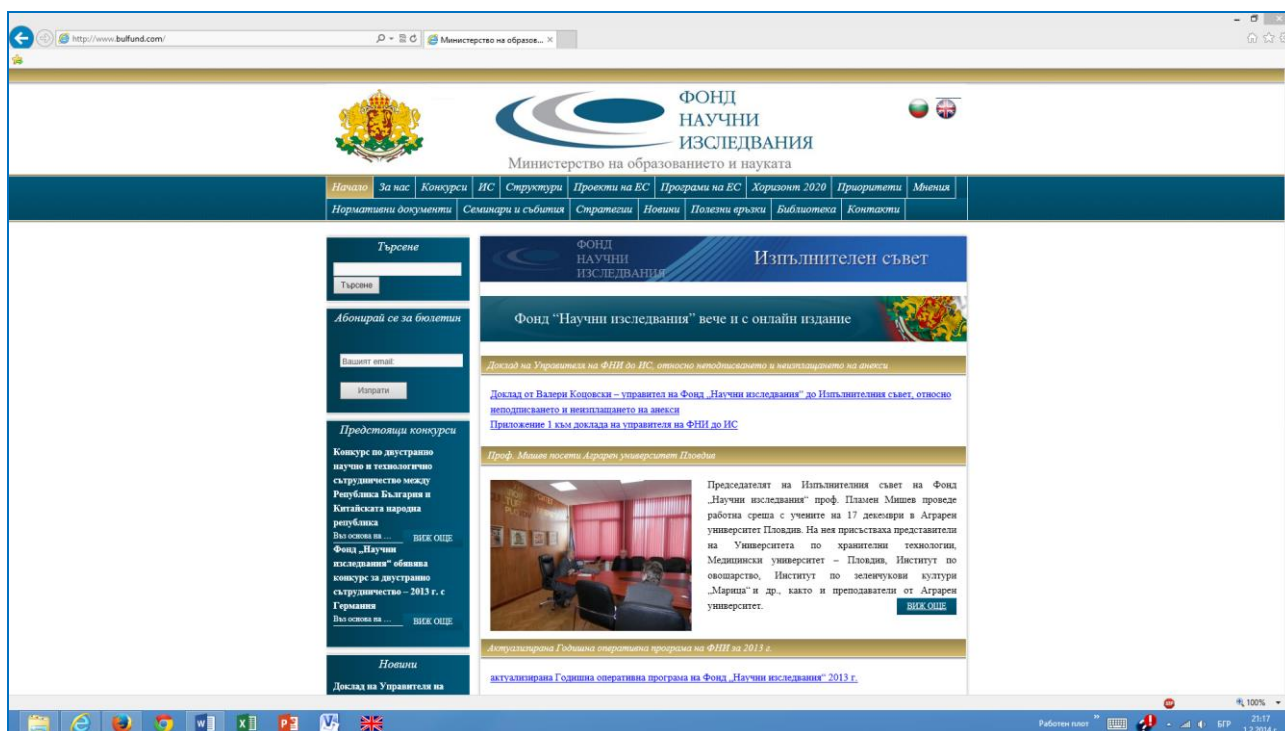 http://www.bulfund.com/
Министерство на образов...
ФОНД
НАУЧНИ
ИЗСЛЕДВАНИЯ
Министерство на образованието и науката
Начало За нас Конкурси ИС Структури Проекти на ЕС Програми на ЕС Хоризонт 2020 Приоритети Мнения
Нормативни документи Семинари и събития Стратегии Новини Полезни връзки Библиотека Контакти
Търсене
Търсене
Абонирай се за бюлетин
Вашият email:
Изпрати
Предстоящи конкурси
Конкурс по двустранно
научно и технологично
сътрудничество между
Република България и
Китайската народна
република
Въз основа на ... ВИЖ ОЩЕ
Фонд „Научни
изследвания" обявява
конкурс за двустранно
сътрудничество – 2013 г. с
Германия
Въз основа на ... ВИЖ ОЩЕ
Новини
Доклад на Управителя на
ФОНД
НАУЧНИ
ИЗСЛЕДВАНИЯ
Изпълнителен съвет
Фонд "Научни изследвания" вече и с онлайн издание
Доклад на Управителя на ФНИ до ИС, относно неподписването и неизплащането на анекси
Доклад от Валери Коцовски – управител на Фонд „Научни изследвания" до Изпълнителния съвет, относно
неподписването и неизплащането на анекси
Приложение 1 към доклада на управителя на ФНИ до ИС
Проф. Мишев посети Аграрен университет Пловдив
Председателят на Изпълнителния съвет на Фонд
„Научни изследвания" проф. Пламен Мишев проведе
работна среща с учените на 17 декември в Аграрен
университет Пловдив. На нея присъстваха представители
на Университета по хранителни технологии,
Медицински университет – Пловдив, Институт по
овощарство, Институт по зеленчукови култури
„Марица" и др., както и преподаватели от Аграрен
университет. ВИЖ ОЩЕ
Актуализирана Годишна оперативна програма на ФНИ за 2013 г.
актуализирана Годишна оперативна програма на Фонд „Научни изследвания" 2013 г.
100%
Работен плот
БГР
21:17
1.2.2014 г.